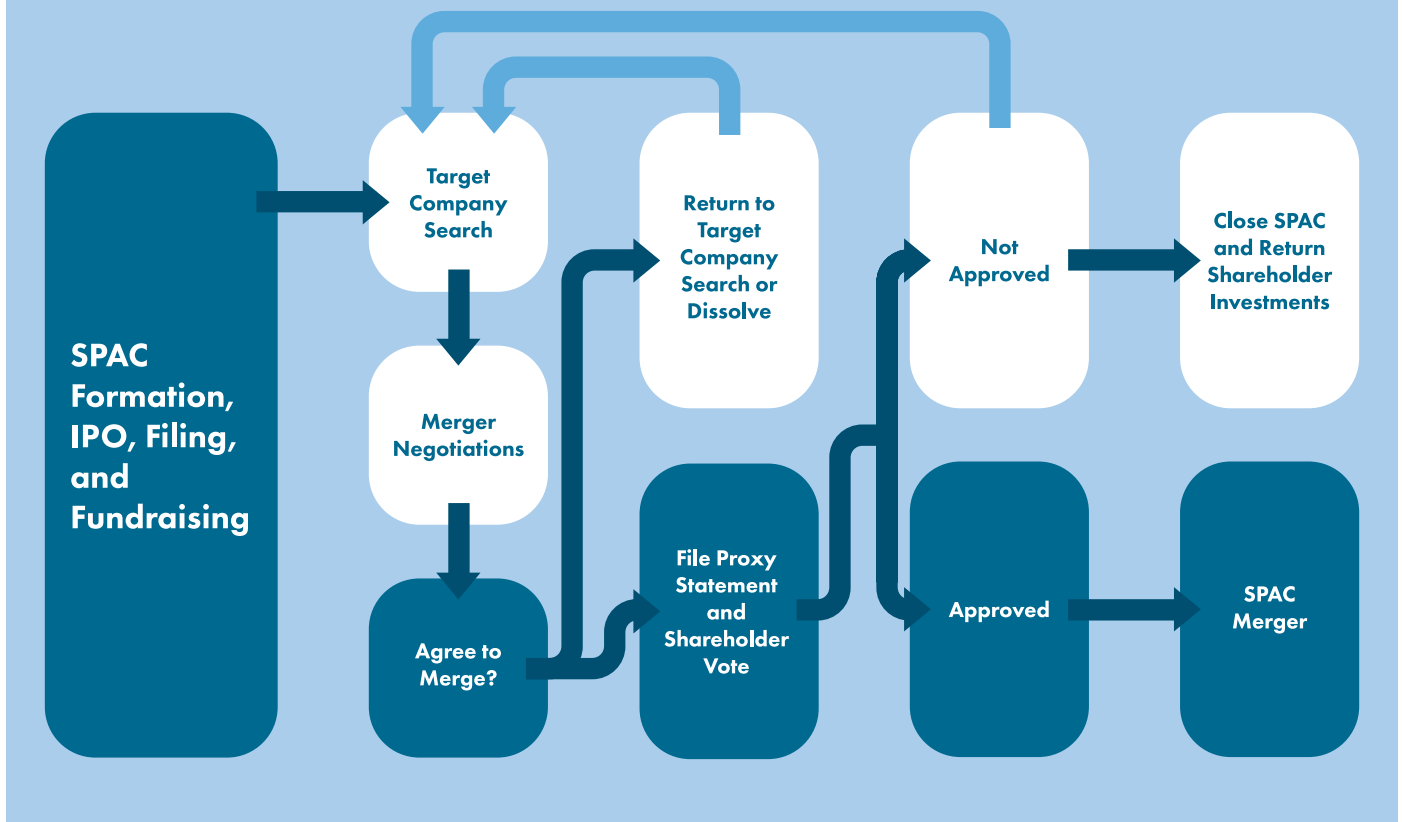 SPAC
Formation,
IPO, Filing,
and
Fundraising
Target
Company
Search
Merger
Negotiations
Agree to
Merge?
Return to
Target
Company
Search or
Dissolve
File Proxy
Statement
and
Shareholder
Vote
Not
Approved
Approved
Close SPAC
and Return
Shareholder
Investments
SPAC
Merger